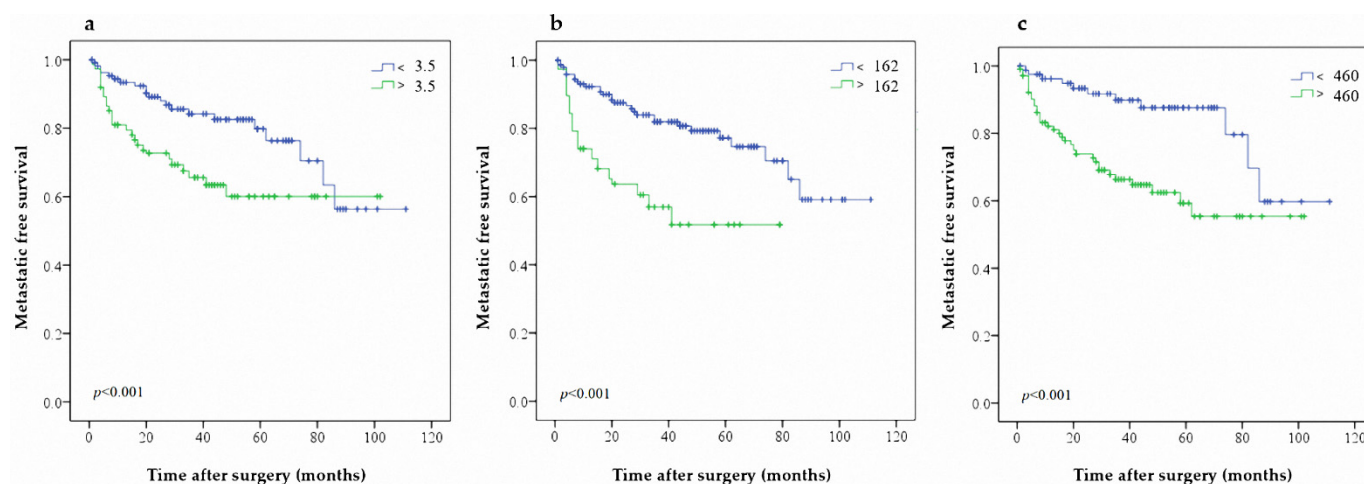 a
1.0
0.8
0.6
0.4
0.2
0.0
Metastatic free survival
< 3.5
> 3.5
p<0.001
0 20 40 60 80 100 120
Time after surgery (months)
b
1.0
0.8
0.6
0.4
0.2
0.0
Metastatic free survival
< 162
> 162
p<0.001
0 20 40 60 80 100 120
Time after surgery (months)
c
1.0
0.8
0.6
0.4
0.2
0.0
Metastatic free survival
< 460
> 460
p<0.001
0 20 40 60 80 100 120
Time after surgery (months)